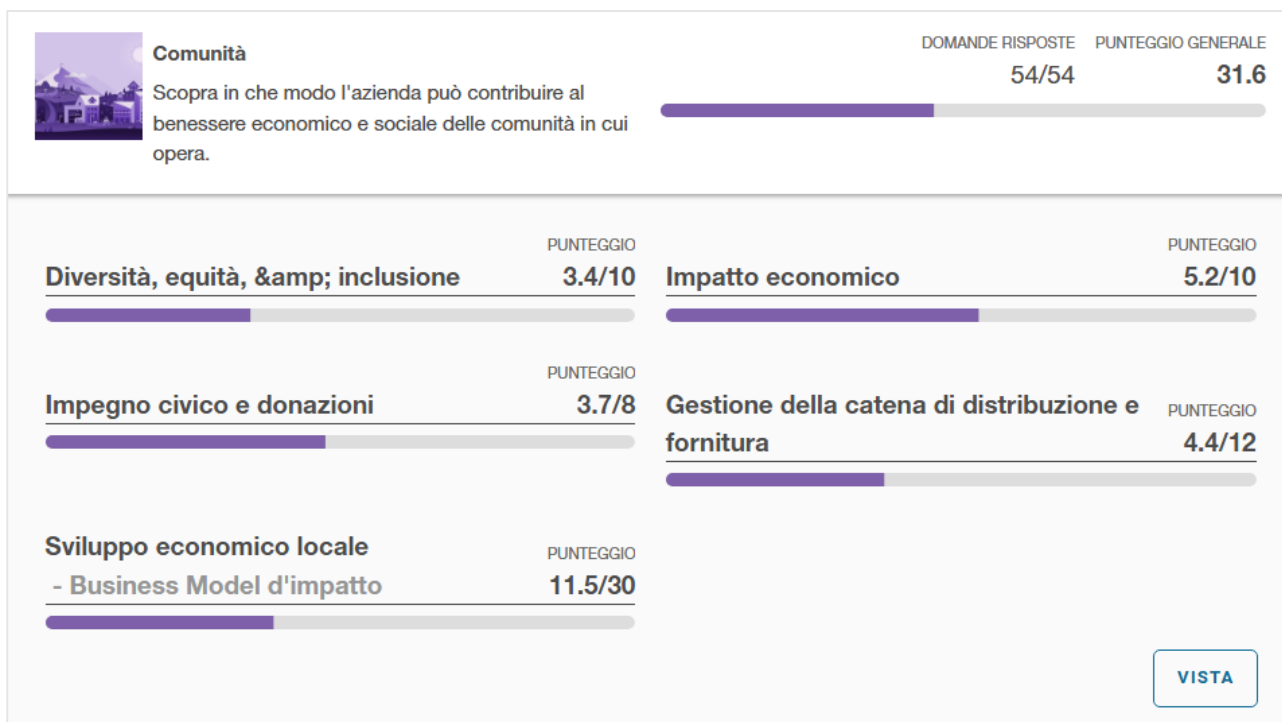 Comunità
Scopra in che modo l'azienda può contribuire al
benessere economico e sociale delle comunità in cui
opera.
DOMANDE RISPOSTE PUNTEGGIO GENERALE
54/54 31.6
PUNTEGGIO
Diversità, equità, &amp; inclusione 3.4/10
PUNTEGGIO
Impatto economico 5.2/10
PUNTEGGIO
Impegno civico e donazioni 3.7/8
Gestione della catena di distribuzione e PUNTEGGIO
fornitura 4.4/12
Sviluppo economico locale PUNTEGGIO
- Business Model d'impatto 11.5/30
VISTA